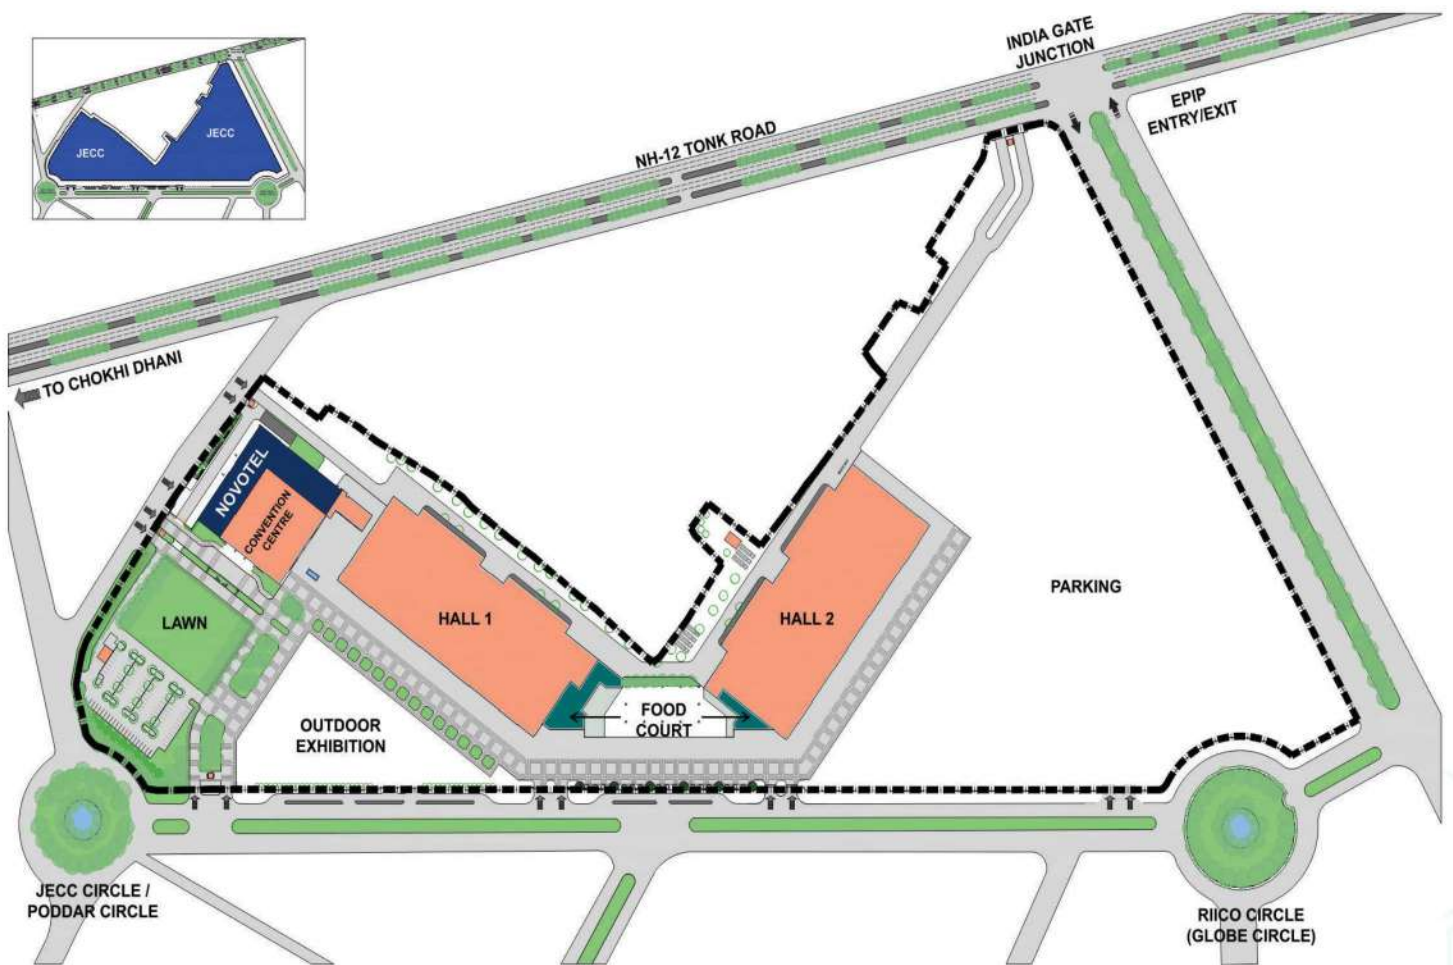 INDIA GATE
JUNCTION
EPIP
ENTRY/EXIT
JECC
JECC
NH-12 TONK ROAD
TO CHOKHI DHANI
NOVOTEL
CONVENTION
CENTRE
LAWN
HALL 1
HALL 2
PARKING
OUTDOOR
EXHIBITION
FOOD
COURT
JECC CIRCLE /
PODDAR CIRCLE
RIICO CIRCLE
(GLOBE CIRCLE)